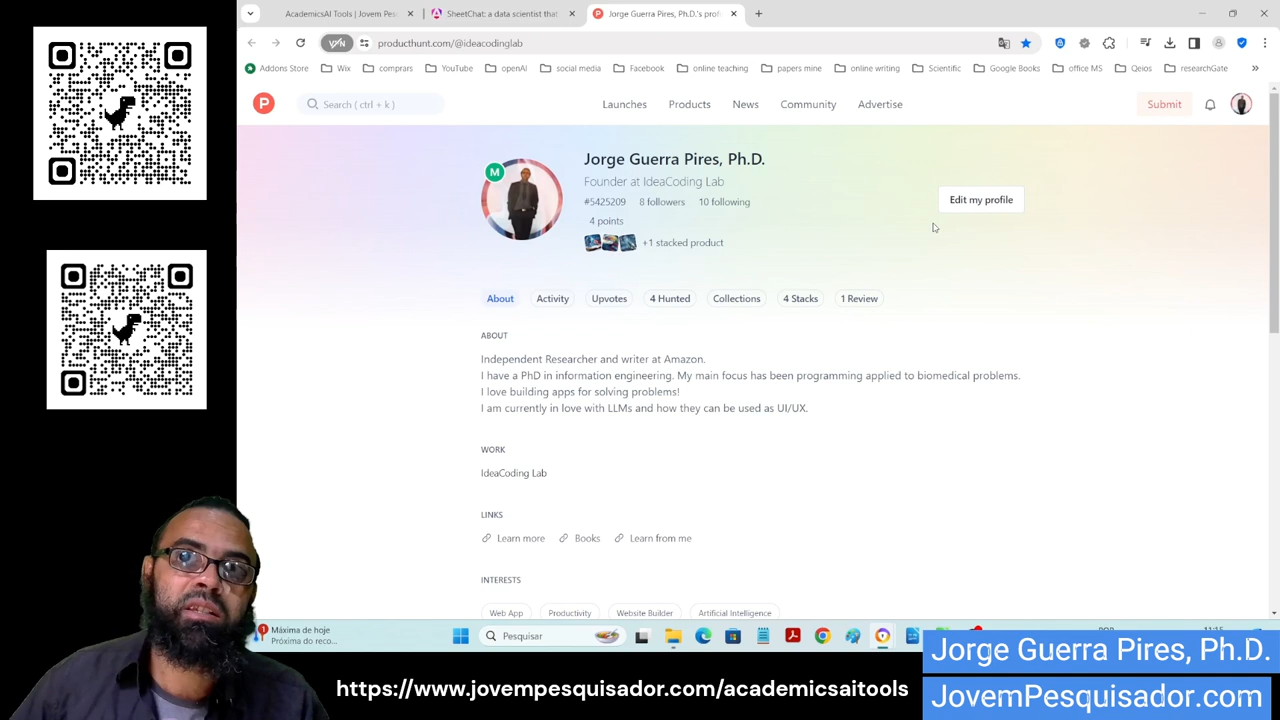 AcademicsAI Tools | Jovem Pes
SheetChat: a data scientist that
Jorge Guerra Pires, Ph.D.'s prof
producthunt.com/@ideacodinglab
Addons Store
Wix
comprars
YouTube
openAI
social media
Facebook
online teaching
papers mine
online writing
Scientific
Google Books
office MS
Qeios
researchGate
Search ( ctrl + k )
Launches
Products
News
Community
Advertise
Submit
Jorge Guerra Pires, Ph.D.
M
Founder at IdeaCoding Lab
#5425209 8 followers 10 following
4 points
+1 stacked product
Edit my profile
About
Activity
Upvotes
4 Hunted
Collections
4 Stacks
1 Review
ABOUT
Independent Researcher and writer at Amazon.
I have a PhD in information engineering. My main focus has been programming applied to biomedical problems.
I love building apps for solving problems!
I am currently in love with LLMs and how they can be used as UI/UX.
WORK
IdeaCoding Lab
LINKS
Learn more
Books
Learn from me
INTERESTS
Web App
Productivity
Website Builder
Artificial Intelligence
Máxima de hoje
Próxima do reco...
Pesquisar
https://www.jovempesquisador.com/academicsaitools
Jorge Guerra Pires, Ph.D.
JovemPesquisador.com